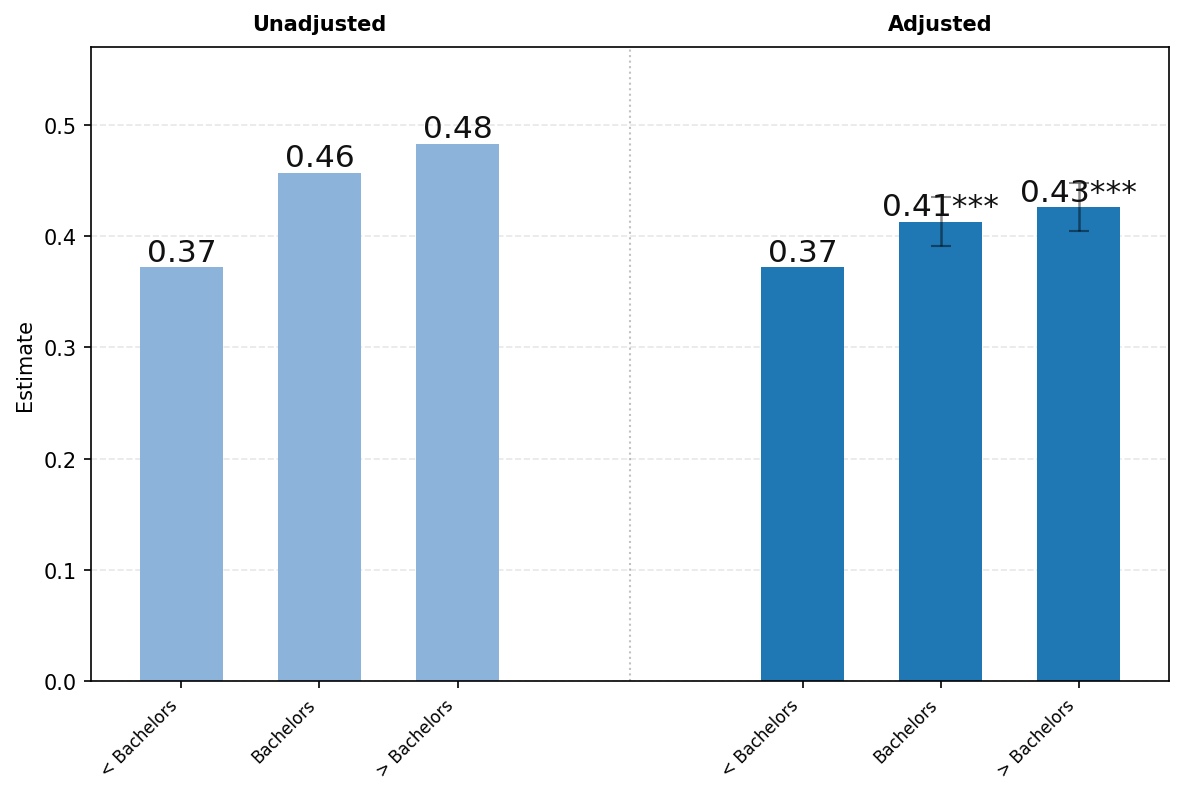 Unadjusted
Adjusted
Estimate
0.5
0.4
0.3
0.2
0.1
0.0
0.37
0.46
0.48
0.37
0.41***
0.43***
< Bachelors
Bachelors
> Bachelors
< Bachelors
Bachelors
> Bachelors